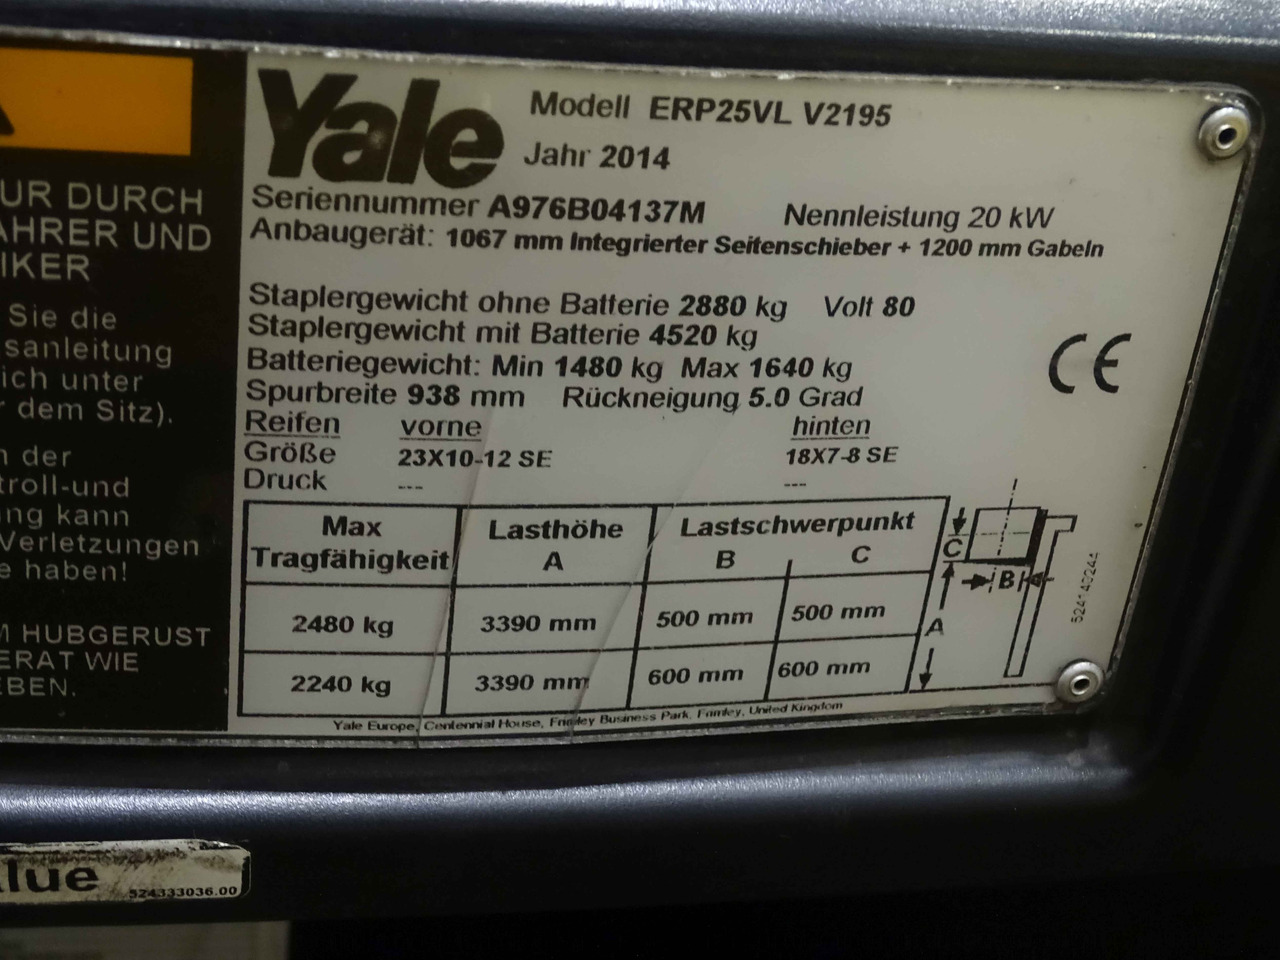 UR DURCH
AHRER UND
IKER
Sie die
sanleitung
ich unter
dem Sitz).
n der
troll-und
ng kann
Verletzungen
e haben!
M HUBGERUST
ERAT WIE
EBEN.
Yale
Modell ERP25VL V2195
Jahr 2014
Seriennummer A976B04137M Nennleistung 20 kW
Anbaugerät: 1067 mm Integrierter Seitenschieber + 1200 mm Gabeln
Staplergewicht ohne Batterie 2880 kg Volt 80
Staplergewicht mit Batterie 4520 kg
Batteriegewicht: Min 1480 kg Max 1640 kg
Spurbreite 938 mm Rückneigung 5.0 Grad
Reifen vorne hinten
Größe 23X10-12 SE 18X7-8 SE
Druck --- ---
CE
Max Tragfähigkeit Lasthöhe A Lastschwerpunkt B C
2480 kg 3390 mm 500 mm 500 mm
2240 kg 3390 mm 600 mm 600 mm
C
B
A
524140244
Yale Europe, Centennial House, Frimley Business Park, Frimley, United Kingdom
lue
524333036.00